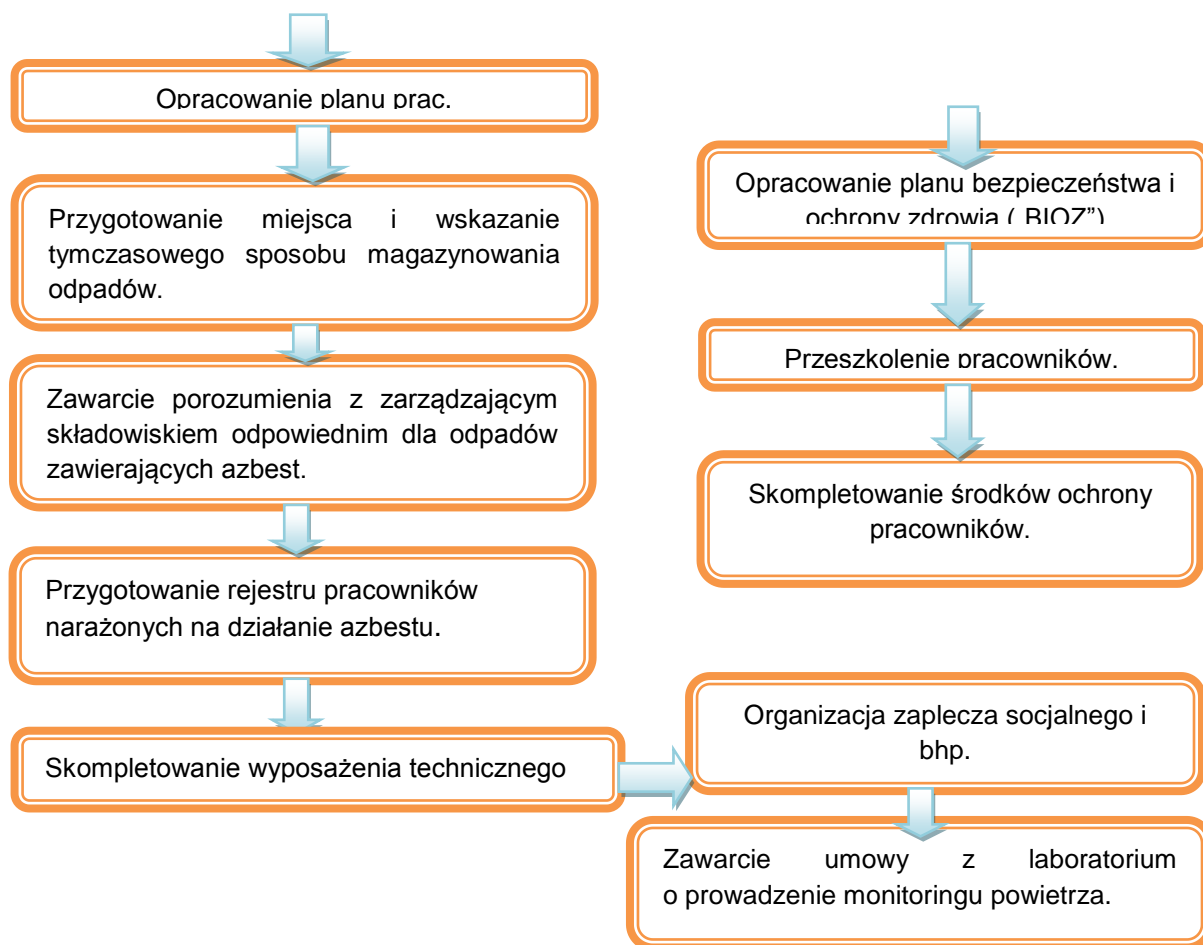 Opracowanie planu prac.
Przygotowanie miejsca i wskazanie
tymczasowego sposobu magazynowania
odpadów.
Zawarcie porozumienia z zarządzającym
składowiskiem odpowiednim dla odpadów
zawierających azbest.
Przygotowanie rejestru pracowników
narażonych na działanie azbestu.
Skompletowanie wyposażenia technicznego
Opracowanie planu bezpieczeństwa i
ochrony zdrowia („BIOZ”)
Przeszkolenie pracowników.
Skompletowanie środków ochrony
pracowników.
Organizacja zaplecza socjalnego i
bhp.
Zawarcie umowy z laboratorium
o prowadzenie monitoringu powietrza.